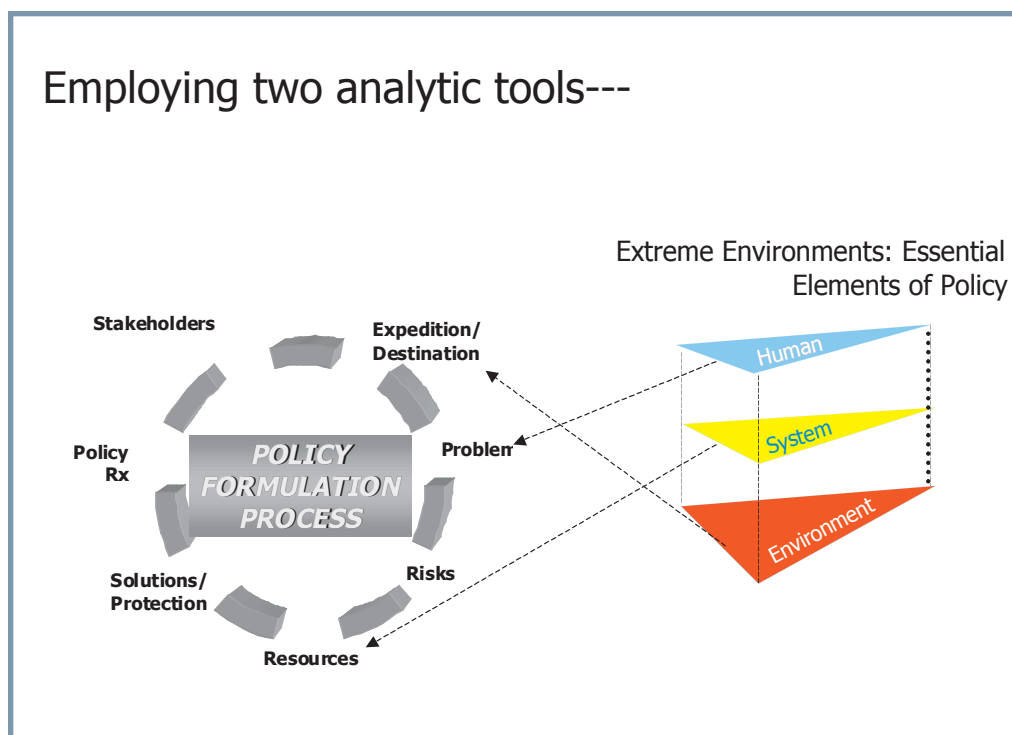 Employing two analytic tools---
Extreme Environments: Essential
Elements of Policy
Stakeholders
Expedition/
Destination
Policy
Rx
POLICY
FORMULATION
PROCESS
Problem
Solutions/
Protection
Risks
Resources
Human
System
Environment